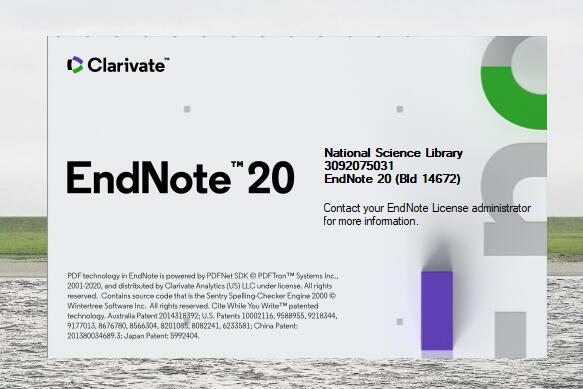 Clarivate™
EndNote™ 20
National Science Library
3092075031
EndNote 20 (Bld 14672)
Contact your EndNote License administrator
for more information.
PDF technology in EndNote is powered by PDFNet SDK © PDFTron™ Systems Inc.,
2001-2020, and distributed by Clarivate Analytics (US) LLC under license. All rights
reserved. Contains source code that is the Sentry Spelling-Checker Engine 2000 ©
Wintertree Software Inc. All rights reserved. Cite While You Write™ patented
technology. Australia Patent 2014318392; U.S. Patents 10002116, 9588955, 9218344,
9177013, 8676780, 8566304, 8201085, 8082241, 6233581; China Patent:
201380034689.3; Japan Patent: 5992404.